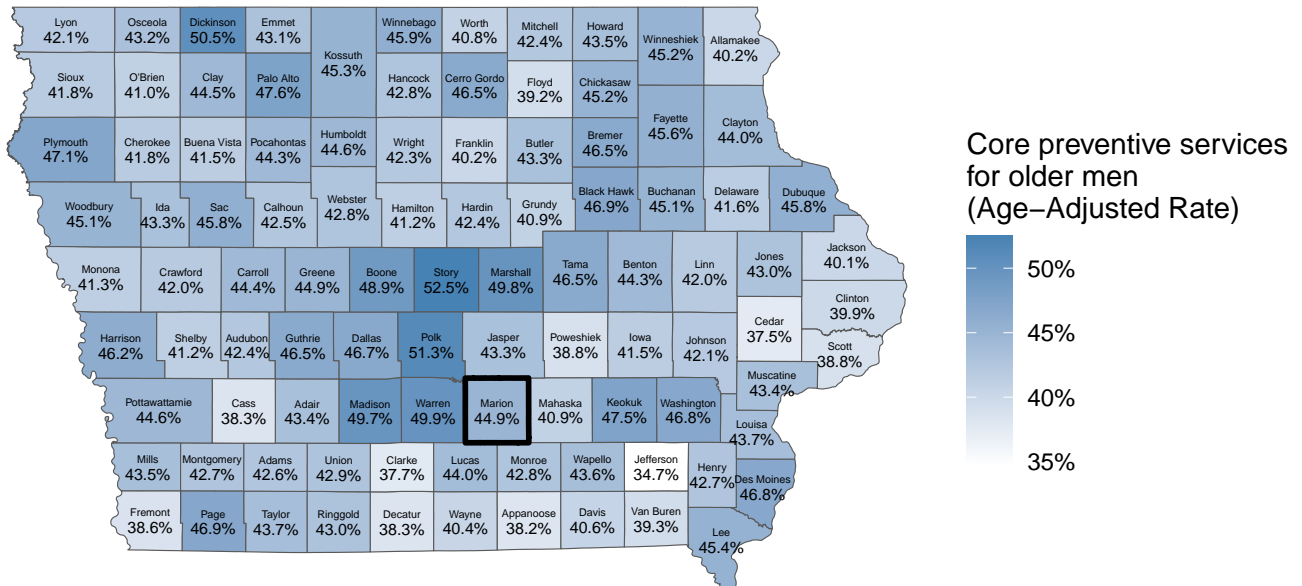 Lyon
42.1%
Osceola
43.2%
Dickinson
50.5%
Emmet
43.1%
Kossuth
45.3%
Winnebago
45.9%
Worth
40.8%
Mitchell
42.4%
Howard
43.5%
Winneshiek
45.2%
Allamakee
40.2%
Sioux
41.8%
O'Brien
41.0%
Clay
44.5%
Palo Alto
47.6%
Hancock
42.8%
Cerro Gordo
46.5%
Floyd
39.2%
Chickasaw
45.2%
Fayette
45.6%
Clayton
44.0%
Plymouth
47.1%
Cherokee
41.8%
Buena Vista
41.5%
Pocahontas
44.3%
Humboldt
44.6%
Wright
42.3%
Franklin
40.2%
Butler
43.3%
Bremer
46.5%
Woodbury
45.1%
Ida
43.3%
Sac
45.8%
Calhoun
42.5%
Webster
42.8%
Hamilton
41.2%
Hardin
42.4%
Grundy
40.9%
Black Hawk
46.9%
Buchanan
45.1%
Delaware
41.6%
Dubuque
45.8%
Monona
41.3%
Crawford
42.0%
Carroll
44.4%
Greene
44.9%
Boone
48.9%
Story
52.5%
Marshall
49.8%
Tama
46.5%
Benton
44.3%
Linn
42.0%
Jones
43.0%
Jackson
40.1%
Clinton
39.9%
Harrison
46.2%
Shelby
41.2%
Audubon
42.4%
Guthrie
46.5%
Dallas
46.7%
Polk
51.3%
Jasper
43.3%
Poweshiek
38.8%
Iowa
41.5%
Johnson
42.1%
Cedar
37.5%
Scott
38.8%
Muscatine
43.4%
Pottawattamie
44.6%
Cass
38.3%
Adair
43.4%
Madison
49.7%
Warren
49.9%
Marion
44.9%
Mahaska
40.9%
Keokuk
47.5%
Washington
46.8%
Louisa
43.7%
Mills
43.5%
Montgomery
42.7%
Adams
42.6%
Union
42.9%
Clarke
37.7%
Lucas
44.0%
Monroe
42.8%
Wapello
43.6%
Jefferson
34.7%
Henry
42.7%
Des Moines
46.8%
Fremont
38.6%
Page
46.9%
Taylor
43.7%
Ringgold
43.0%
Decatur
38.3%
Wayne
40.4%
Appanoose
38.2%
Davis
40.6%
Van Buren
39.3%
Lee
45.4%
Core preventive services
for older men
(Age−Adjusted Rate)
50%
45%
40%
35%